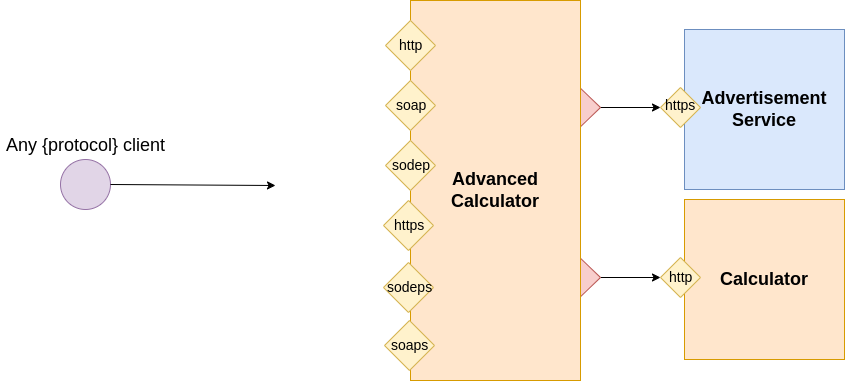 Any {protocol} client
http
soap
sodep
https
sodeps
soaps
Advanced
Calculator
https
Advertisement
Service
http
Calculator